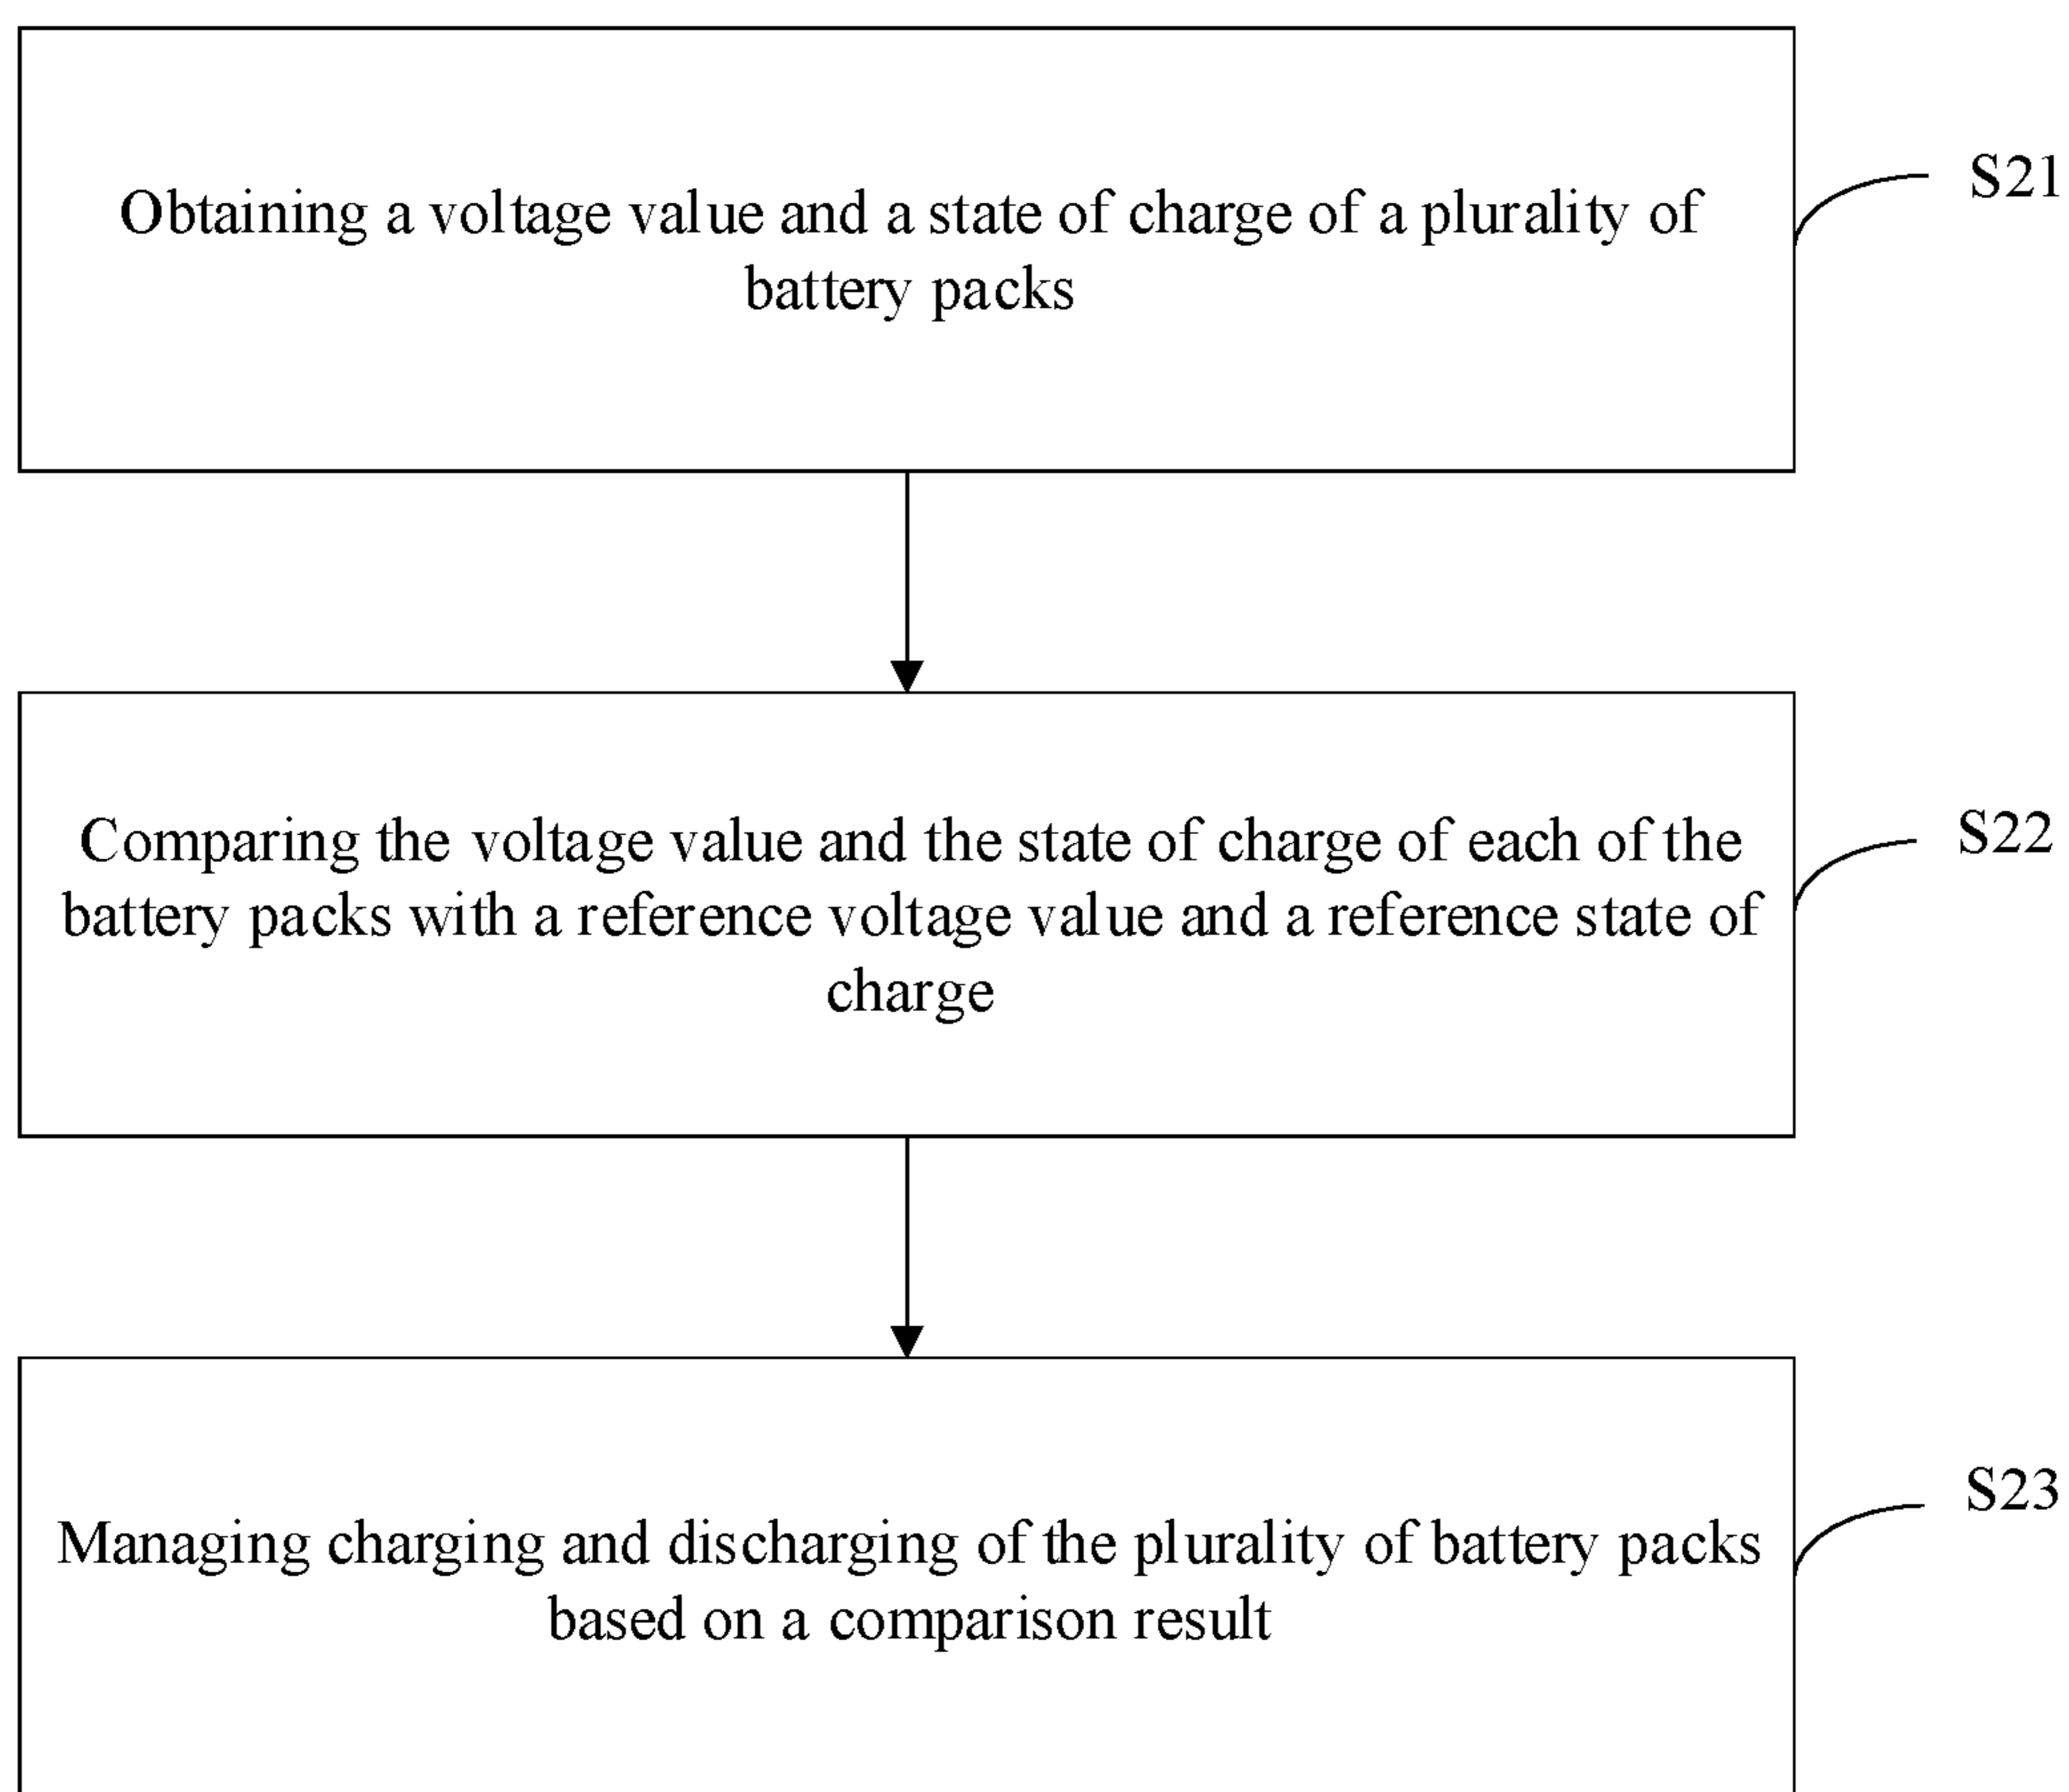 Obtaining a voltage value and a state of charge of a plurality of
battery packs
S21
Comparing the voltage value and the state of charge of each of the
battery packs with a reference voltage value and a reference state of
charge
S22
Managing charging and discharging of the plurality of battery packs
based on a comparison result
S23